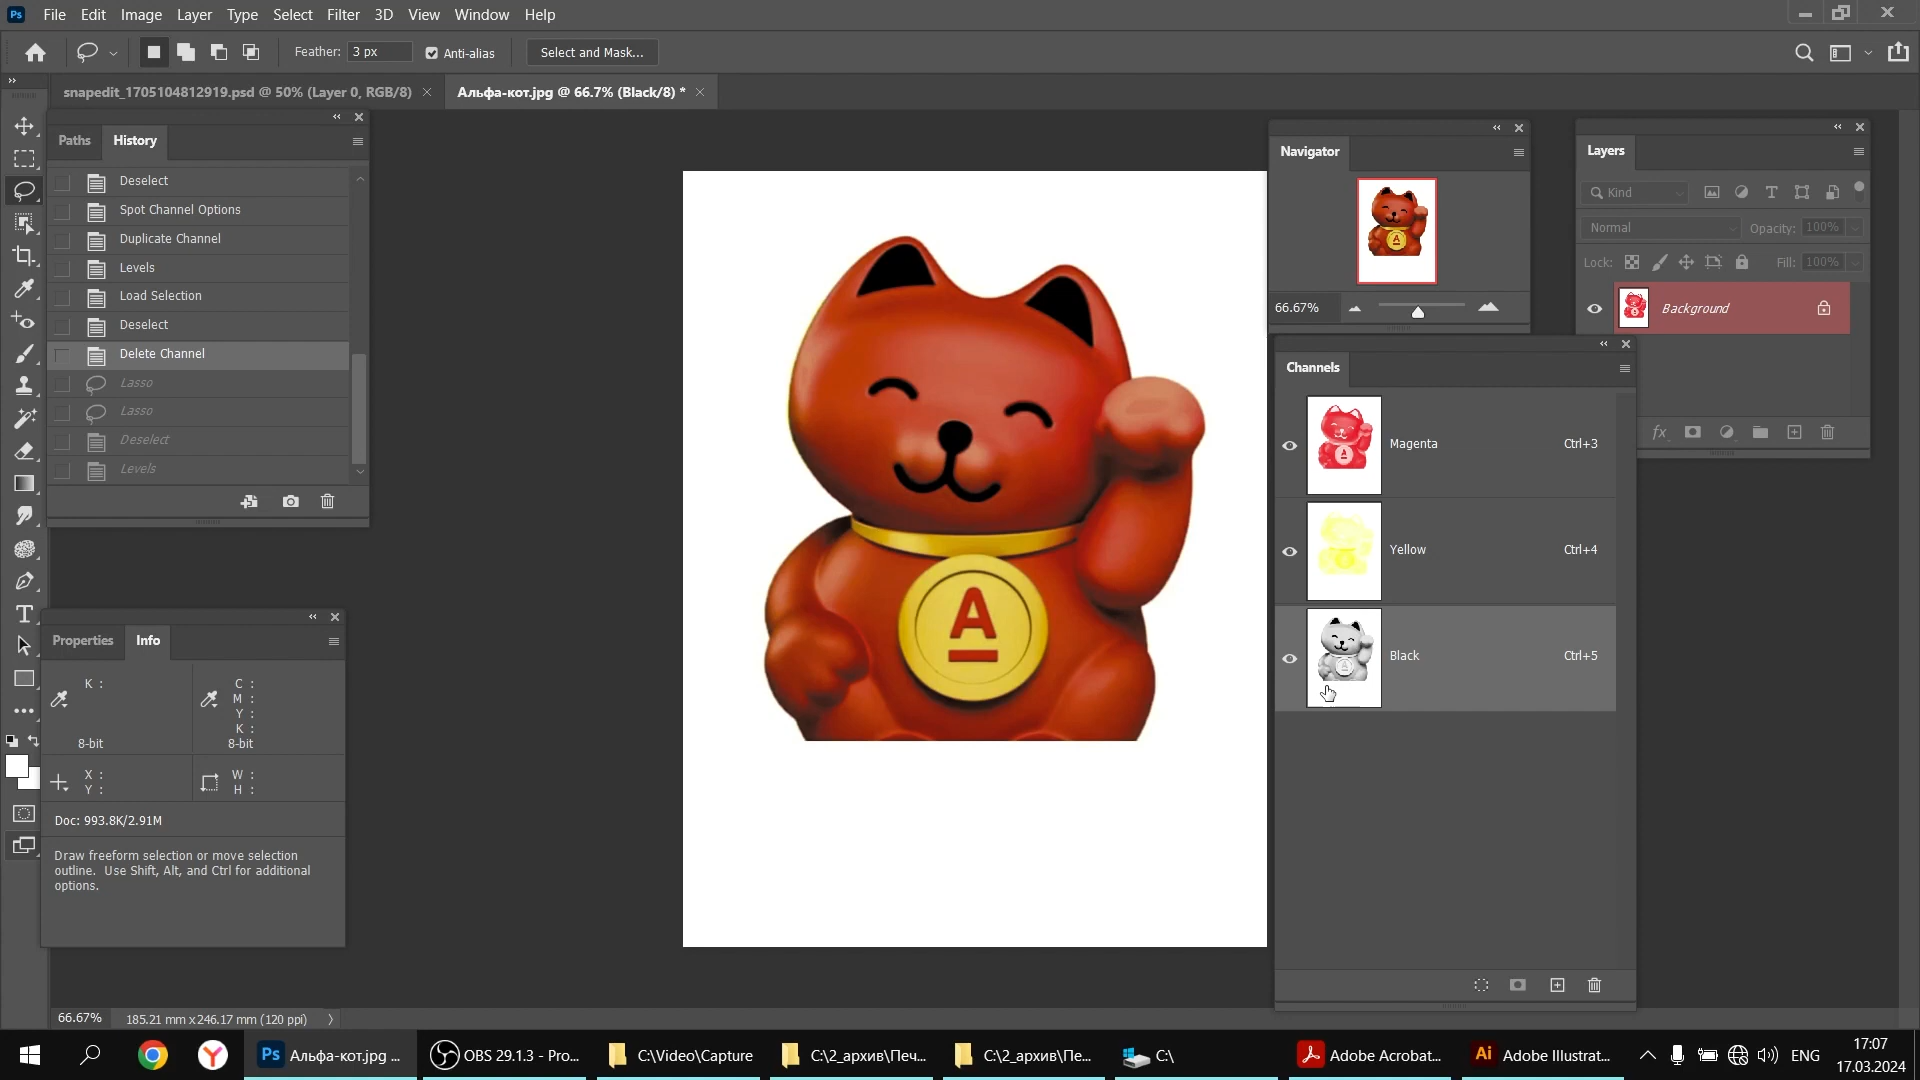 Ps File Edit Image Layer Type Select Filter 3D View Window Help
Feather: 3 px Anti-alias Select and Mask...
snapedit_1705104812919.psd @ 50% (Layer 0, RGB/8) Альфа-кот.jpg @ 66.7% (Black/8) *
Paths History
Deselect
Spot Channel Options
Duplicate Channel
Levels
Load Selection
Deselect
Delete Channel
Lasso
Lasso
Deselect
Levels
Properties Info
K :
8-bit
C :
M :
Y :
K :
8-bit
X :
Y :
W :
H :
Doc: 993.8K/2.91M
Draw freeform selection or move selection
outline. Use Shift, Alt, and Ctrl for additional
options.
А
Navigator
66.67%
Layers
Kind
Normal Opacity: 100%
Lock: Fill: 100%
Background
fx
Channels
Magenta Ctrl+3
Yellow Ctrl+4
Black Ctrl+5
66.67% 185.21 mm x 246.17 mm (120 ppi)
Ps Альфа-кот.jpg ... OBS 29.1.3 - Pro... C:\Video\Capture C:\2_архив\Печ... C:\2_архив\Пе... C:\ Adobe Acrobat... Ai Adobe Illustrat... ENG
17:07
17.03.2024